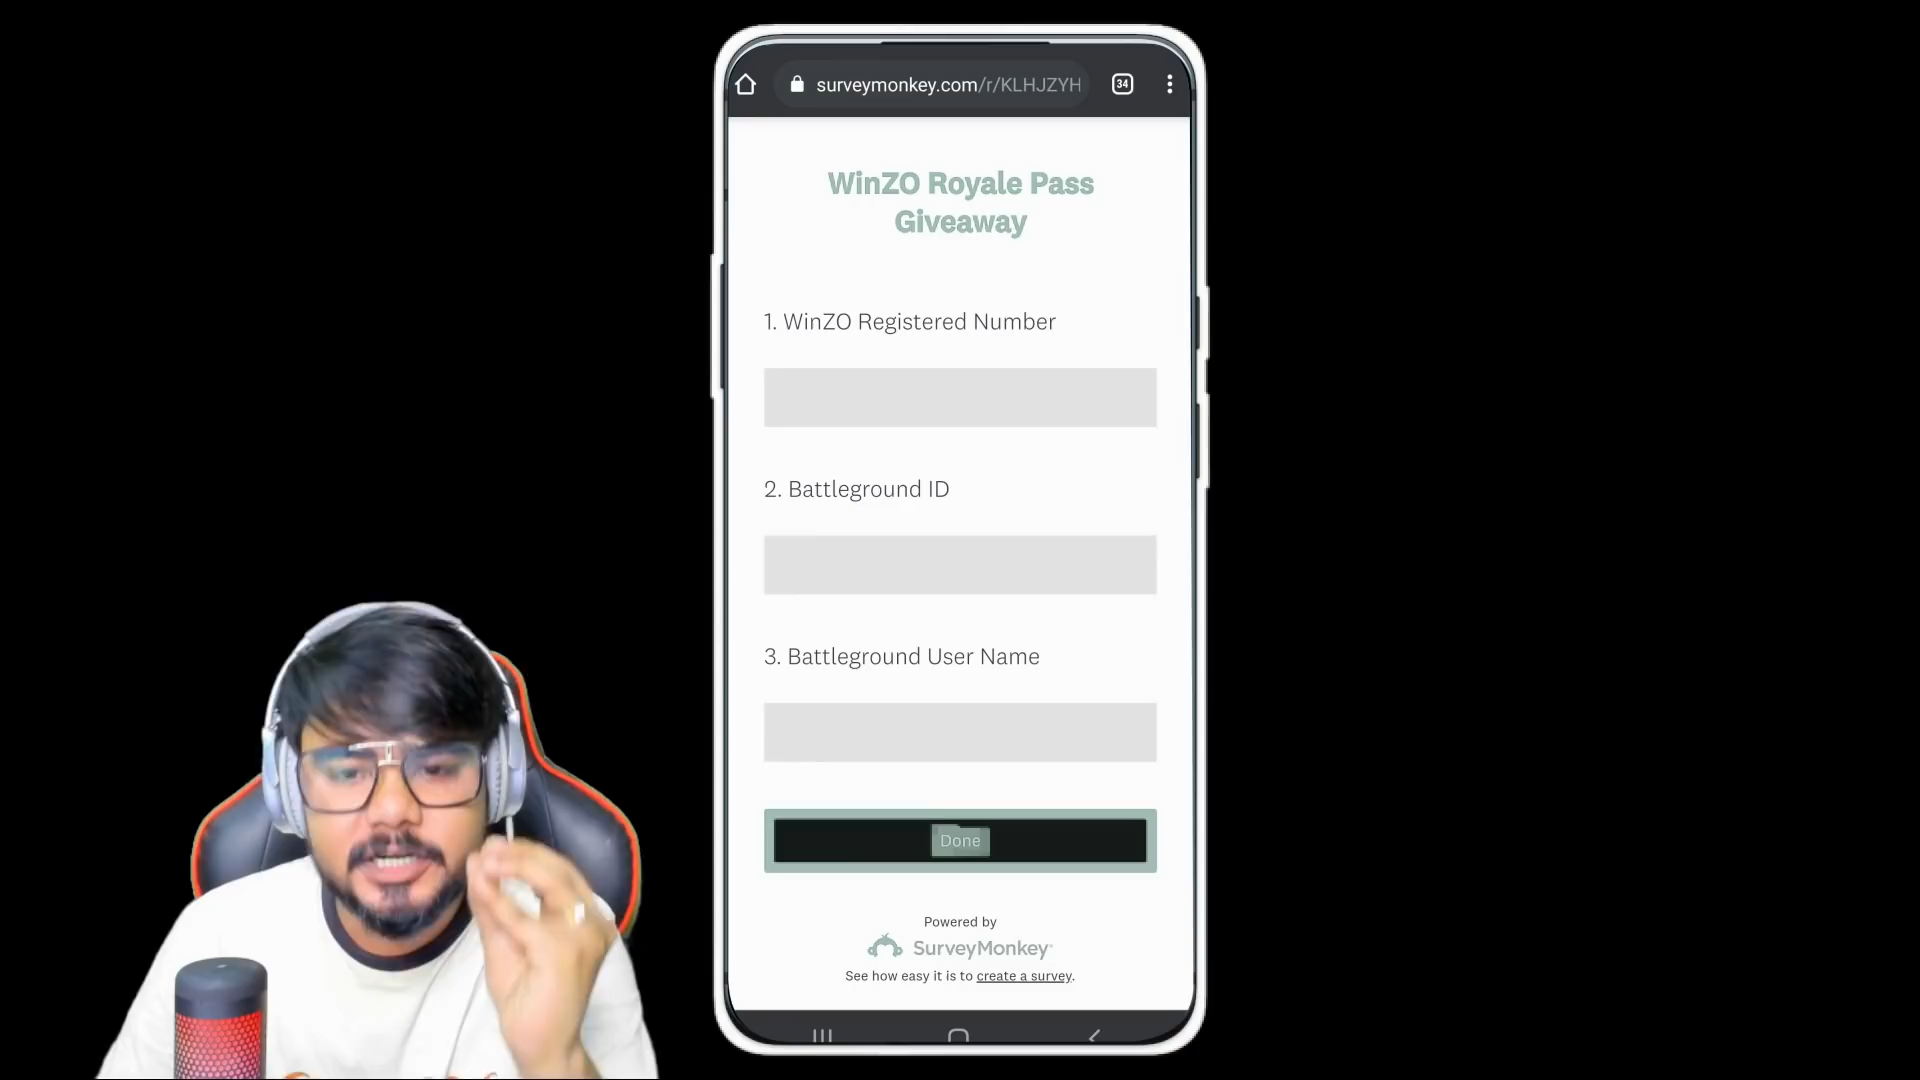 surveymonkey.com/r/KLHJZYH
34
WinZO Royale Pass
Giveaway
1. WinZO Registered Number
2. Battleground ID
3. Battleground User Name
Done
Powered by
SurveyMonkey
See how easy it is to create a survey.